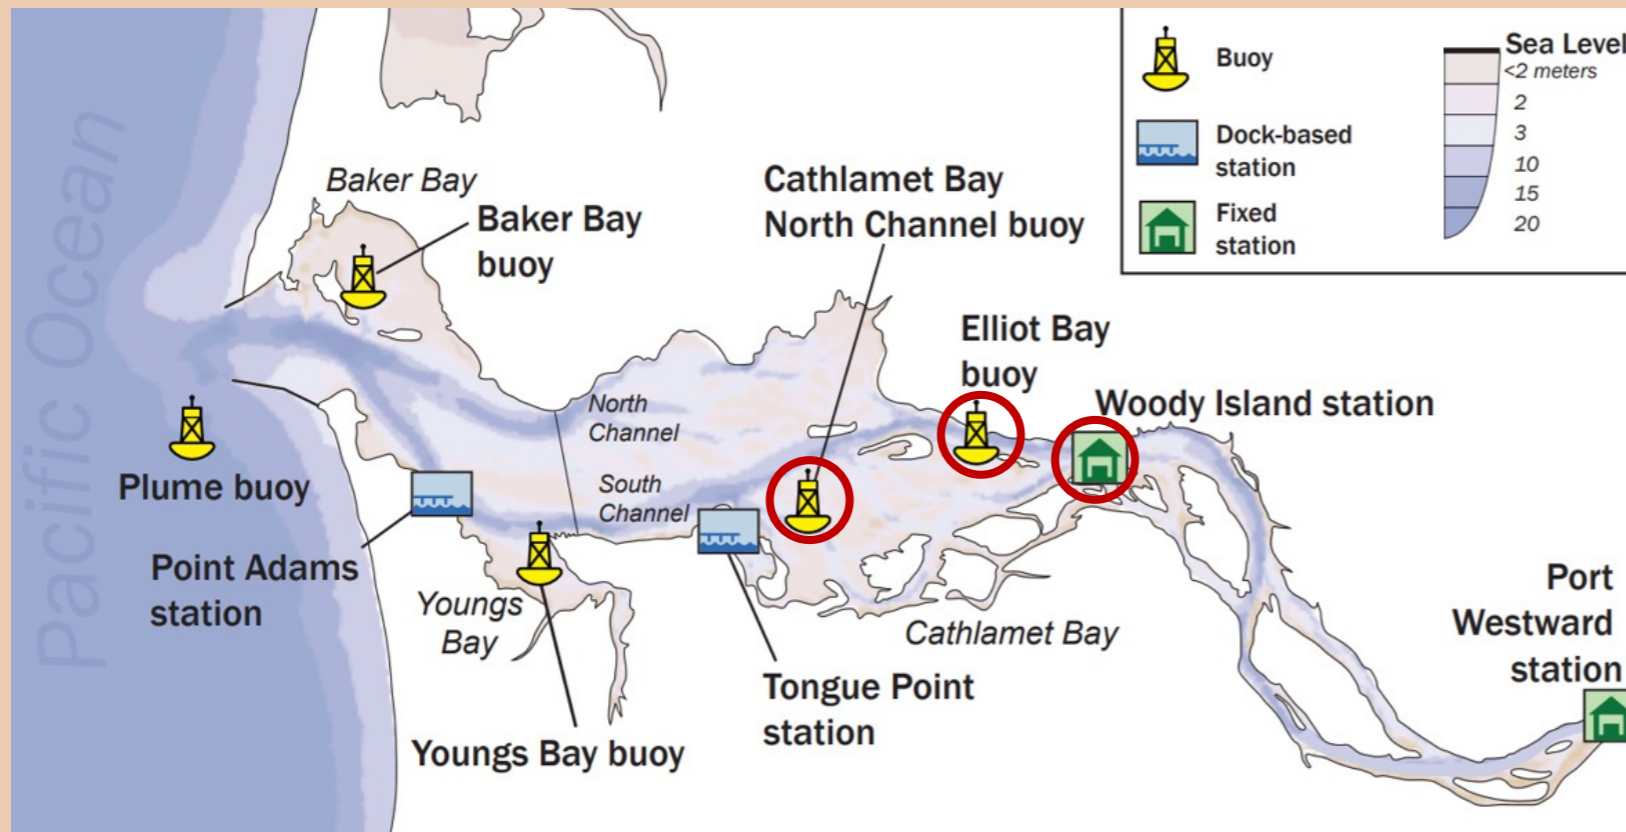 Pacific Ocean
Buoy
Dock-based
station
Fixed
station
Sea Level
<2 meters
2
3
10
15
20
Baker Bay
Baker Bay
buoy
Cathlamet Bay
North Channel buoy
Elliot Bay
buoy
Woody Island station
North
Channel
South
Channel
Plume buoy
Point Adams
station
Youngs
Bay
Youngs Bay buoy
Tongue Point
station
Cathlamet Bay
Port
Westward
station